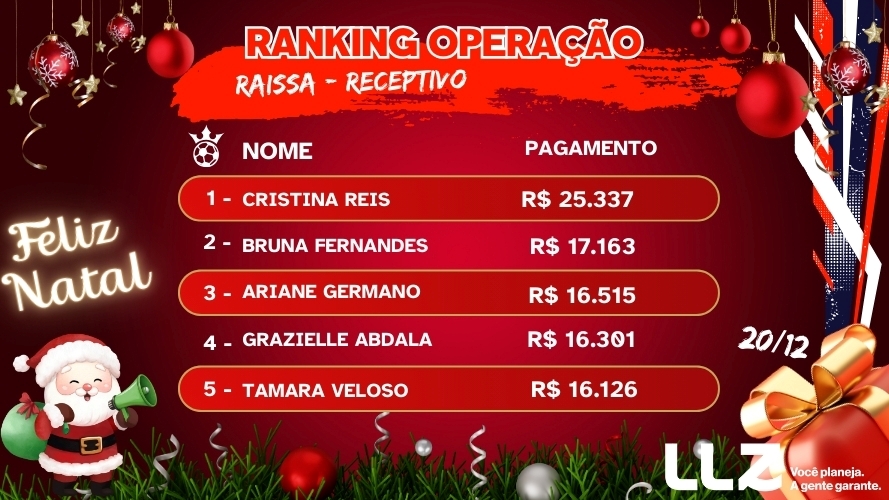 RANKING OPERAÇÃO
RAISSA - RECEPTIVO
NOME PAGAMENTO
1 - CRISTINA REIS R$ 25.337
2 - BRUNA FERNANDES R$ 17.163
3 - ARIANE GERMANO R$ 16.515
4 - GRAZIELLE ABDALA R$ 16.301
5 - TAMARA VELOSO R$ 16.126
Feliz
Natal
20/12
LLZ
Você planeja.
A gente garante.